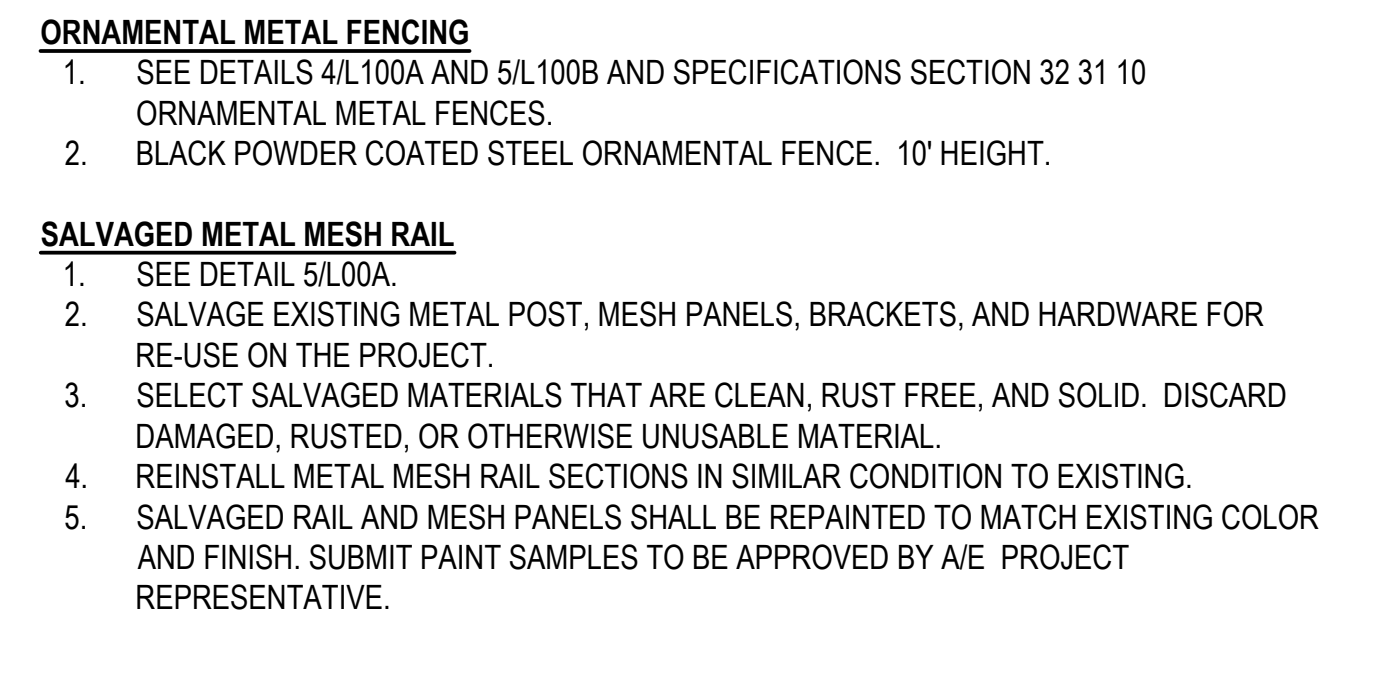 ORNAMENTAL METAL FENCING
1. SEE DETAILS 4/L100A AND 5/L100B AND SPECIFICATIONS SECTION 32 31 10
ORNAMENTAL METAL FENCES.
2. BLACK POWDER COATED STEEL ORNAMENTAL FENCE. 10' HEIGHT.
SALVAGED METAL MESH RAIL
1. SEE DETAIL 5/L00A.
2. SALVAGE EXISTING METAL POST, MESH PANELS, BRACKETS, AND HARDWARE FOR
RE-USE ON THE PROJECT.
3. SELECT SALVAGED MATERIALS THAT ARE CLEAN, RUST FREE, AND SOLID. DISCARD
DAMAGED, RUSTED, OR OTHERWISE UNUSABLE MATERIAL.
4. REINSTALL METAL MESH RAIL SECTIONS IN SIMILAR CONDITION TO EXISTING.
5. SALVAGED RAIL AND MESH PANELS SHALL BE REPAINTED TO MATCH EXISTING COLOR
AND FINISH. SUBMIT PAINT SAMPLES TO BE APPROVED BY A/E PROJECT
REPRESENTATIVE.